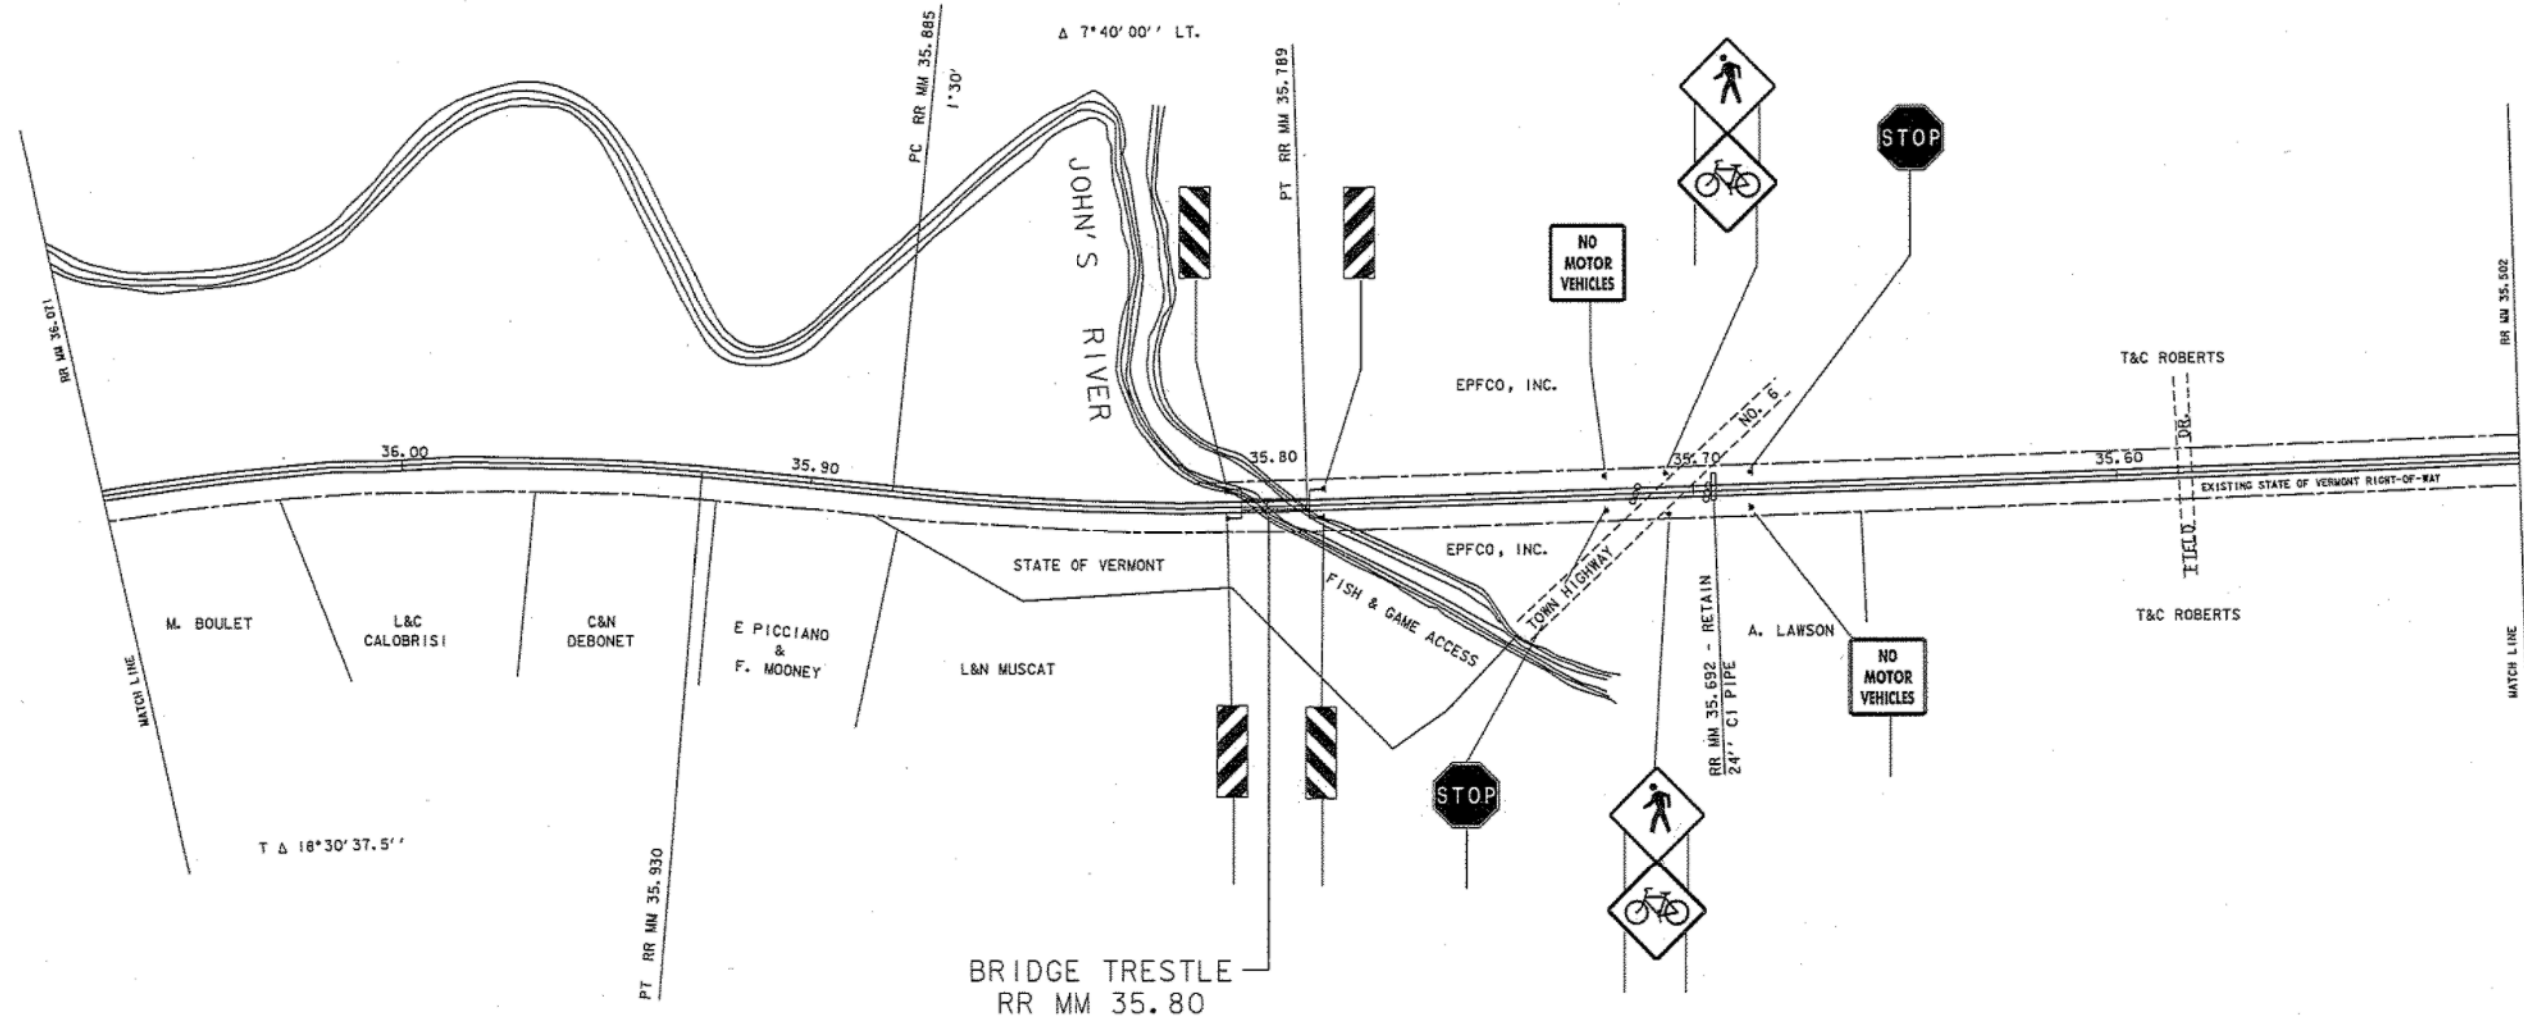 PC RR MM 35.885
1°30'
Δ 7°40'00'' LT.
PT RR MM 35.789
STOP
NO
MOTOR
VEHICLES
JOHN'S RIVER
RR MM 36.071
RR MM 35.502
T&C ROBERTS
EPFCO, INC.
NO. 6
36.00
35.90
35.80
35.70
35.60
DR.
EXISTING STATE OF VERMONT RIGHT-OF-WAY
EPFCO, INC.
STATE OF VERMONT
FISH & GAME ACCESS
TOWN HIGHWAY
FIELD
M. BOULET
L&C
CALOBRISI
C&N
DEBONET
E PICCIANO
&
F. MOONEY
L&N MUSCAT
A. LAWSON
T&C ROBERTS
RR MM 35.692 - RETAIN
24'' CI PIPE
NO
MOTOR
VEHICLES
MATCH LINE
MATCH LINE
STOP
T Δ 18°30'37.5''
PT RR MM 35.930
BRIDGE TRESTLE
RR MM 35.80